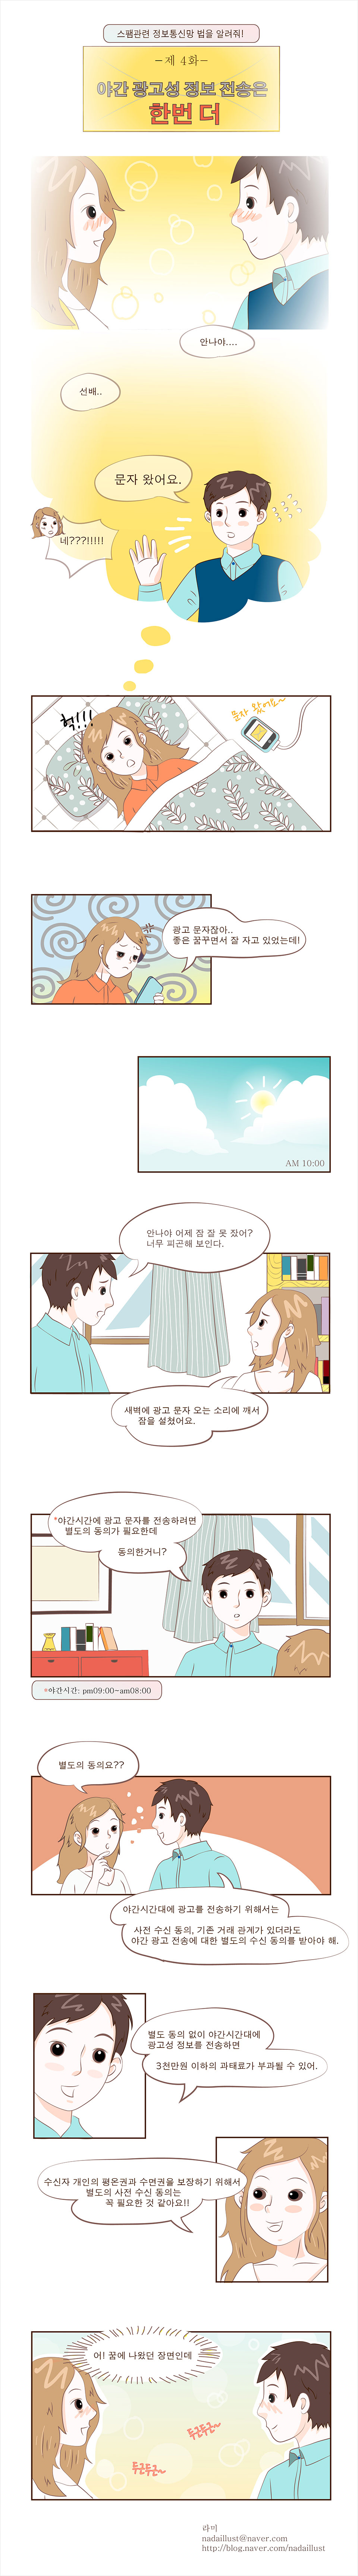 스팸관련 정보통신망 법을 알려줘!
-제 4화-
야간 광고성 정보 전송은
한번 더
안나야....
선배..
문자 왔어요.
네???!!!!!
헉!!!
문자 왔어요~
광고 문자잖아..
좋은 꿈꾸면서 잘 자고 있었는데!
AM 10:00
안나야 어제 잠 잘 못 잤어?
너무 피곤해 보인다.
새벽에 광고 문자 오는 소리에 깨서
잠을 설쳤어요.
*야간시간에 광고 문자를 전송하려면
별도의 동의가 필요한데
동의한거니?
*야간시간: pm09:00-am08:00
별도의 동의요??
야간시간대에 광고를 전송하기 위해서는
사전 수신 동의, 기존 거래 관계가 있더라도
야간 광고 전송에 대한 별도의 수신 동의를 받아야 해.
별도 동의 없이 야간시간대에
광고성 정보를 전송하면
3천만원 이하의 과태료가 부과될 수 있어.
수신자 개인의 평온권과 수면권을 보장하기 위해서
별도의 사전 수신 동의는
꼭 필요한 것 같아요!!
어! 꿈에 나왔던 장면인데
두근두근~
두근두근~
라미
nadaillust@naver.com
http://blog.naver.com/nadaillust